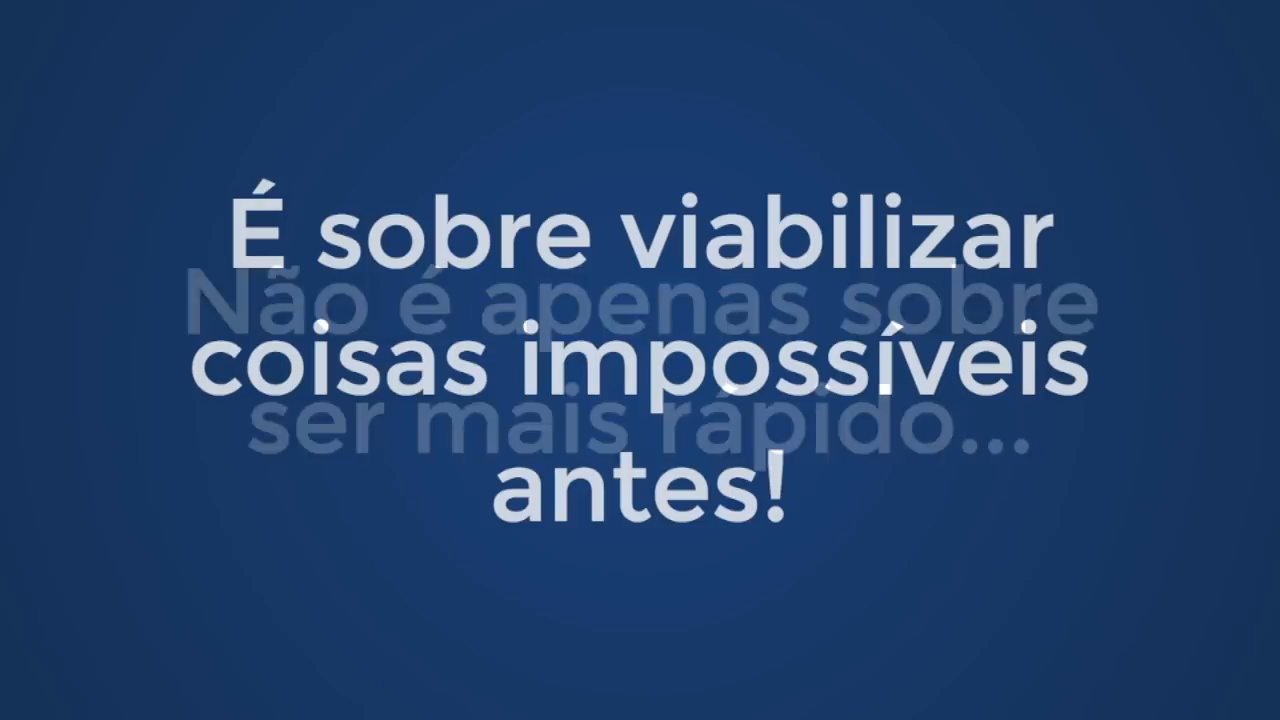 É sobre viabilizar
Não é apenas sobre
coisas impossíveis
ser mais rápido...
antes!